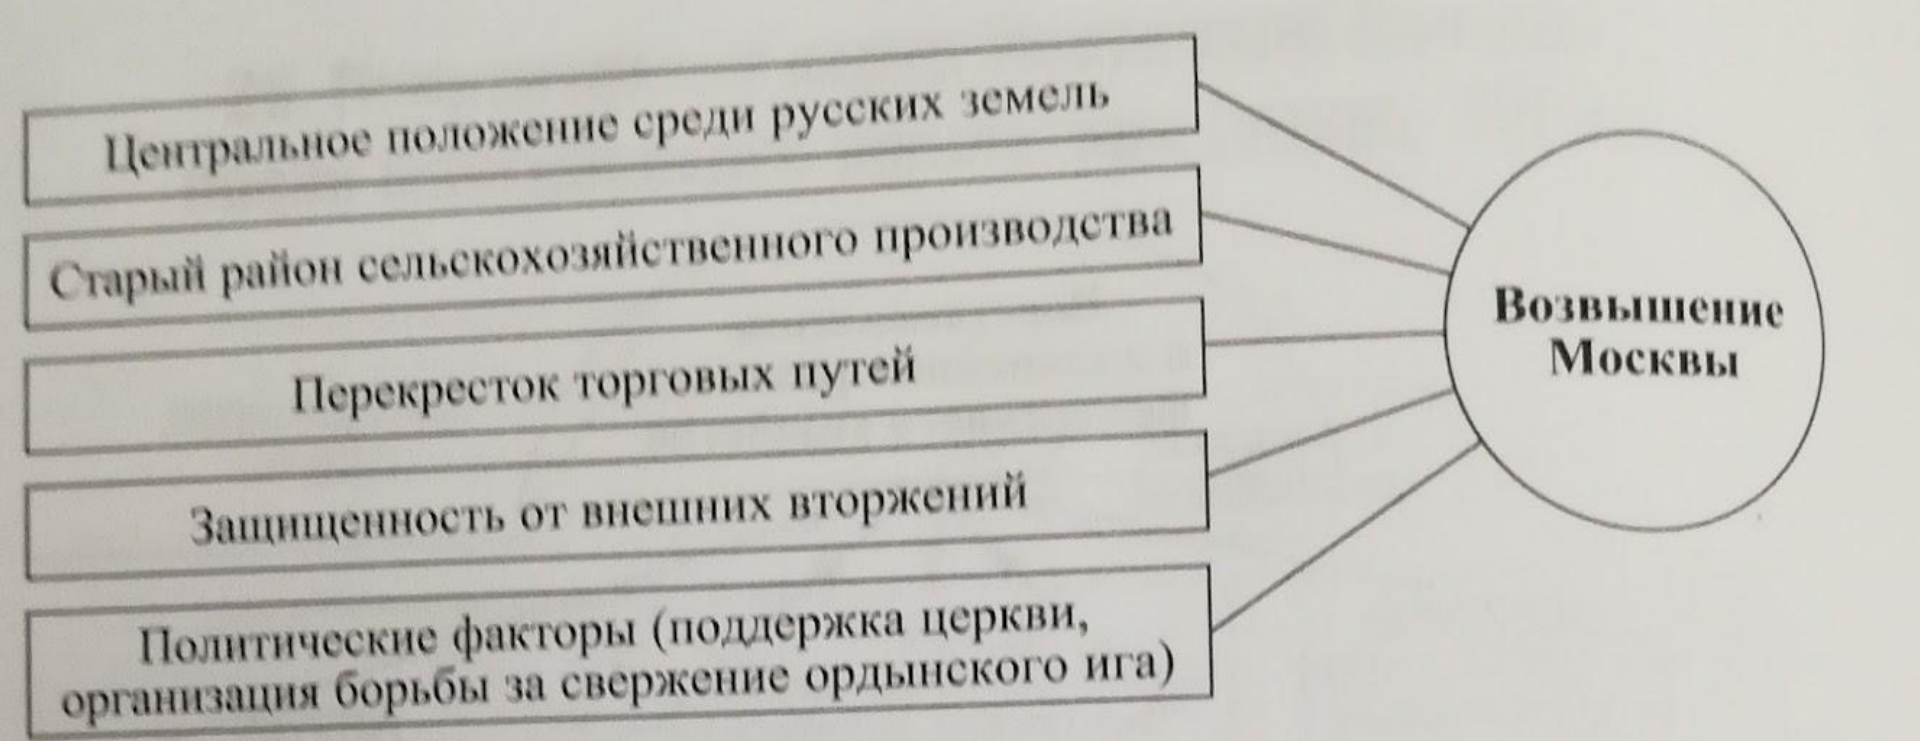 Центральное положение среди русских земель
Старый район сельскохозяйственного производства
Перекресток торговых путей
Защищенность от внешних вторжений
Политические факторы (поддержка церкви,
организация борьбы за свержение ордынского ига)
Возвышение
Москвы